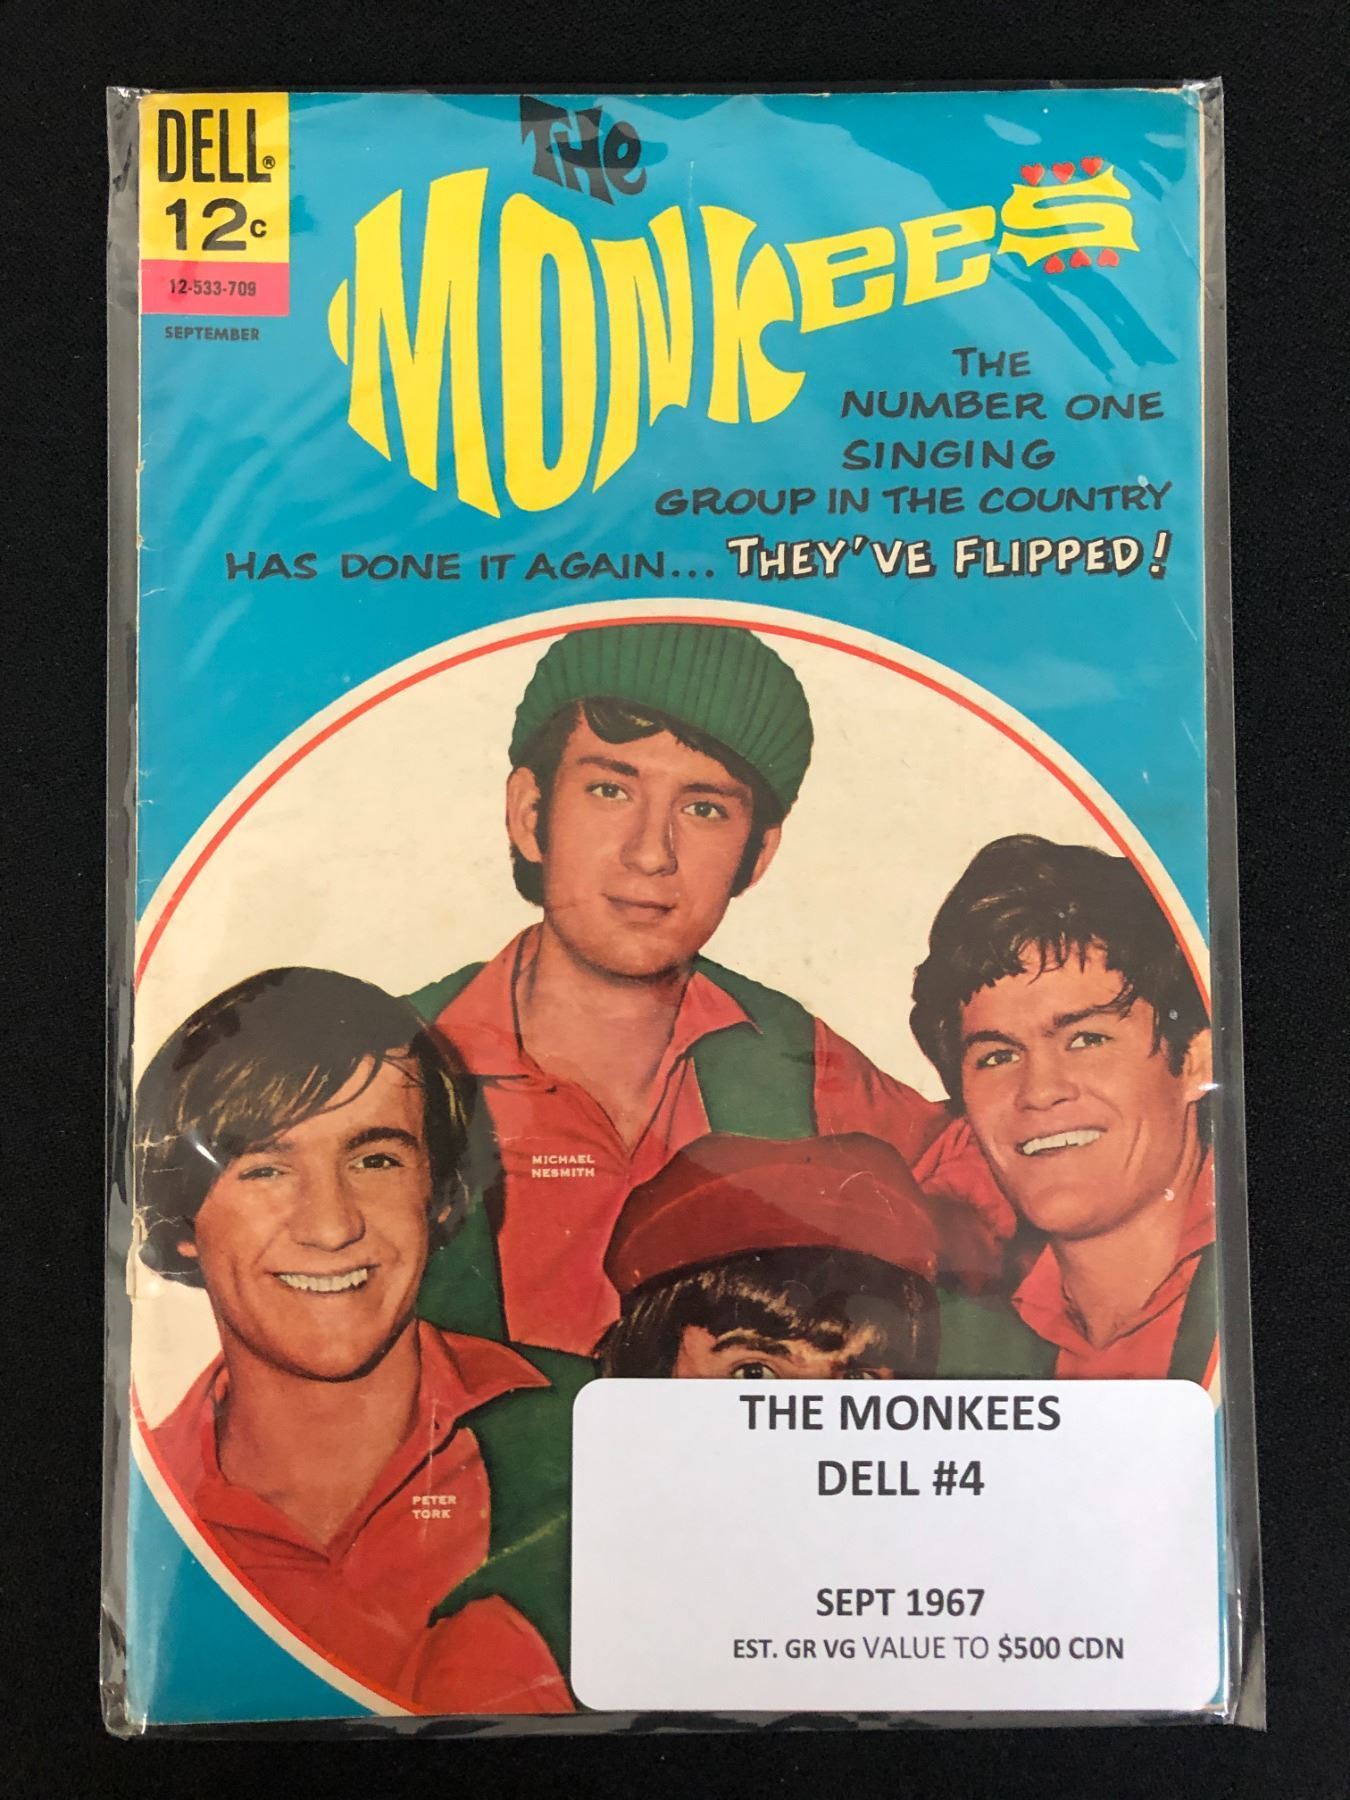 DELL®
12c
12-533-709
SEPTEMBER
THE
MONKEES
THE
NUMBER ONE
SINGING
GROUP IN THE COUNTRY
HAS DONE IT AGAIN... THEY'VE FLIPPED!
MICHAEL
NESMITH
PETER
TORK
THE MONKEES
DELL #4
SEPT 1967
EST. GR VG VALUE TO $500 CDN